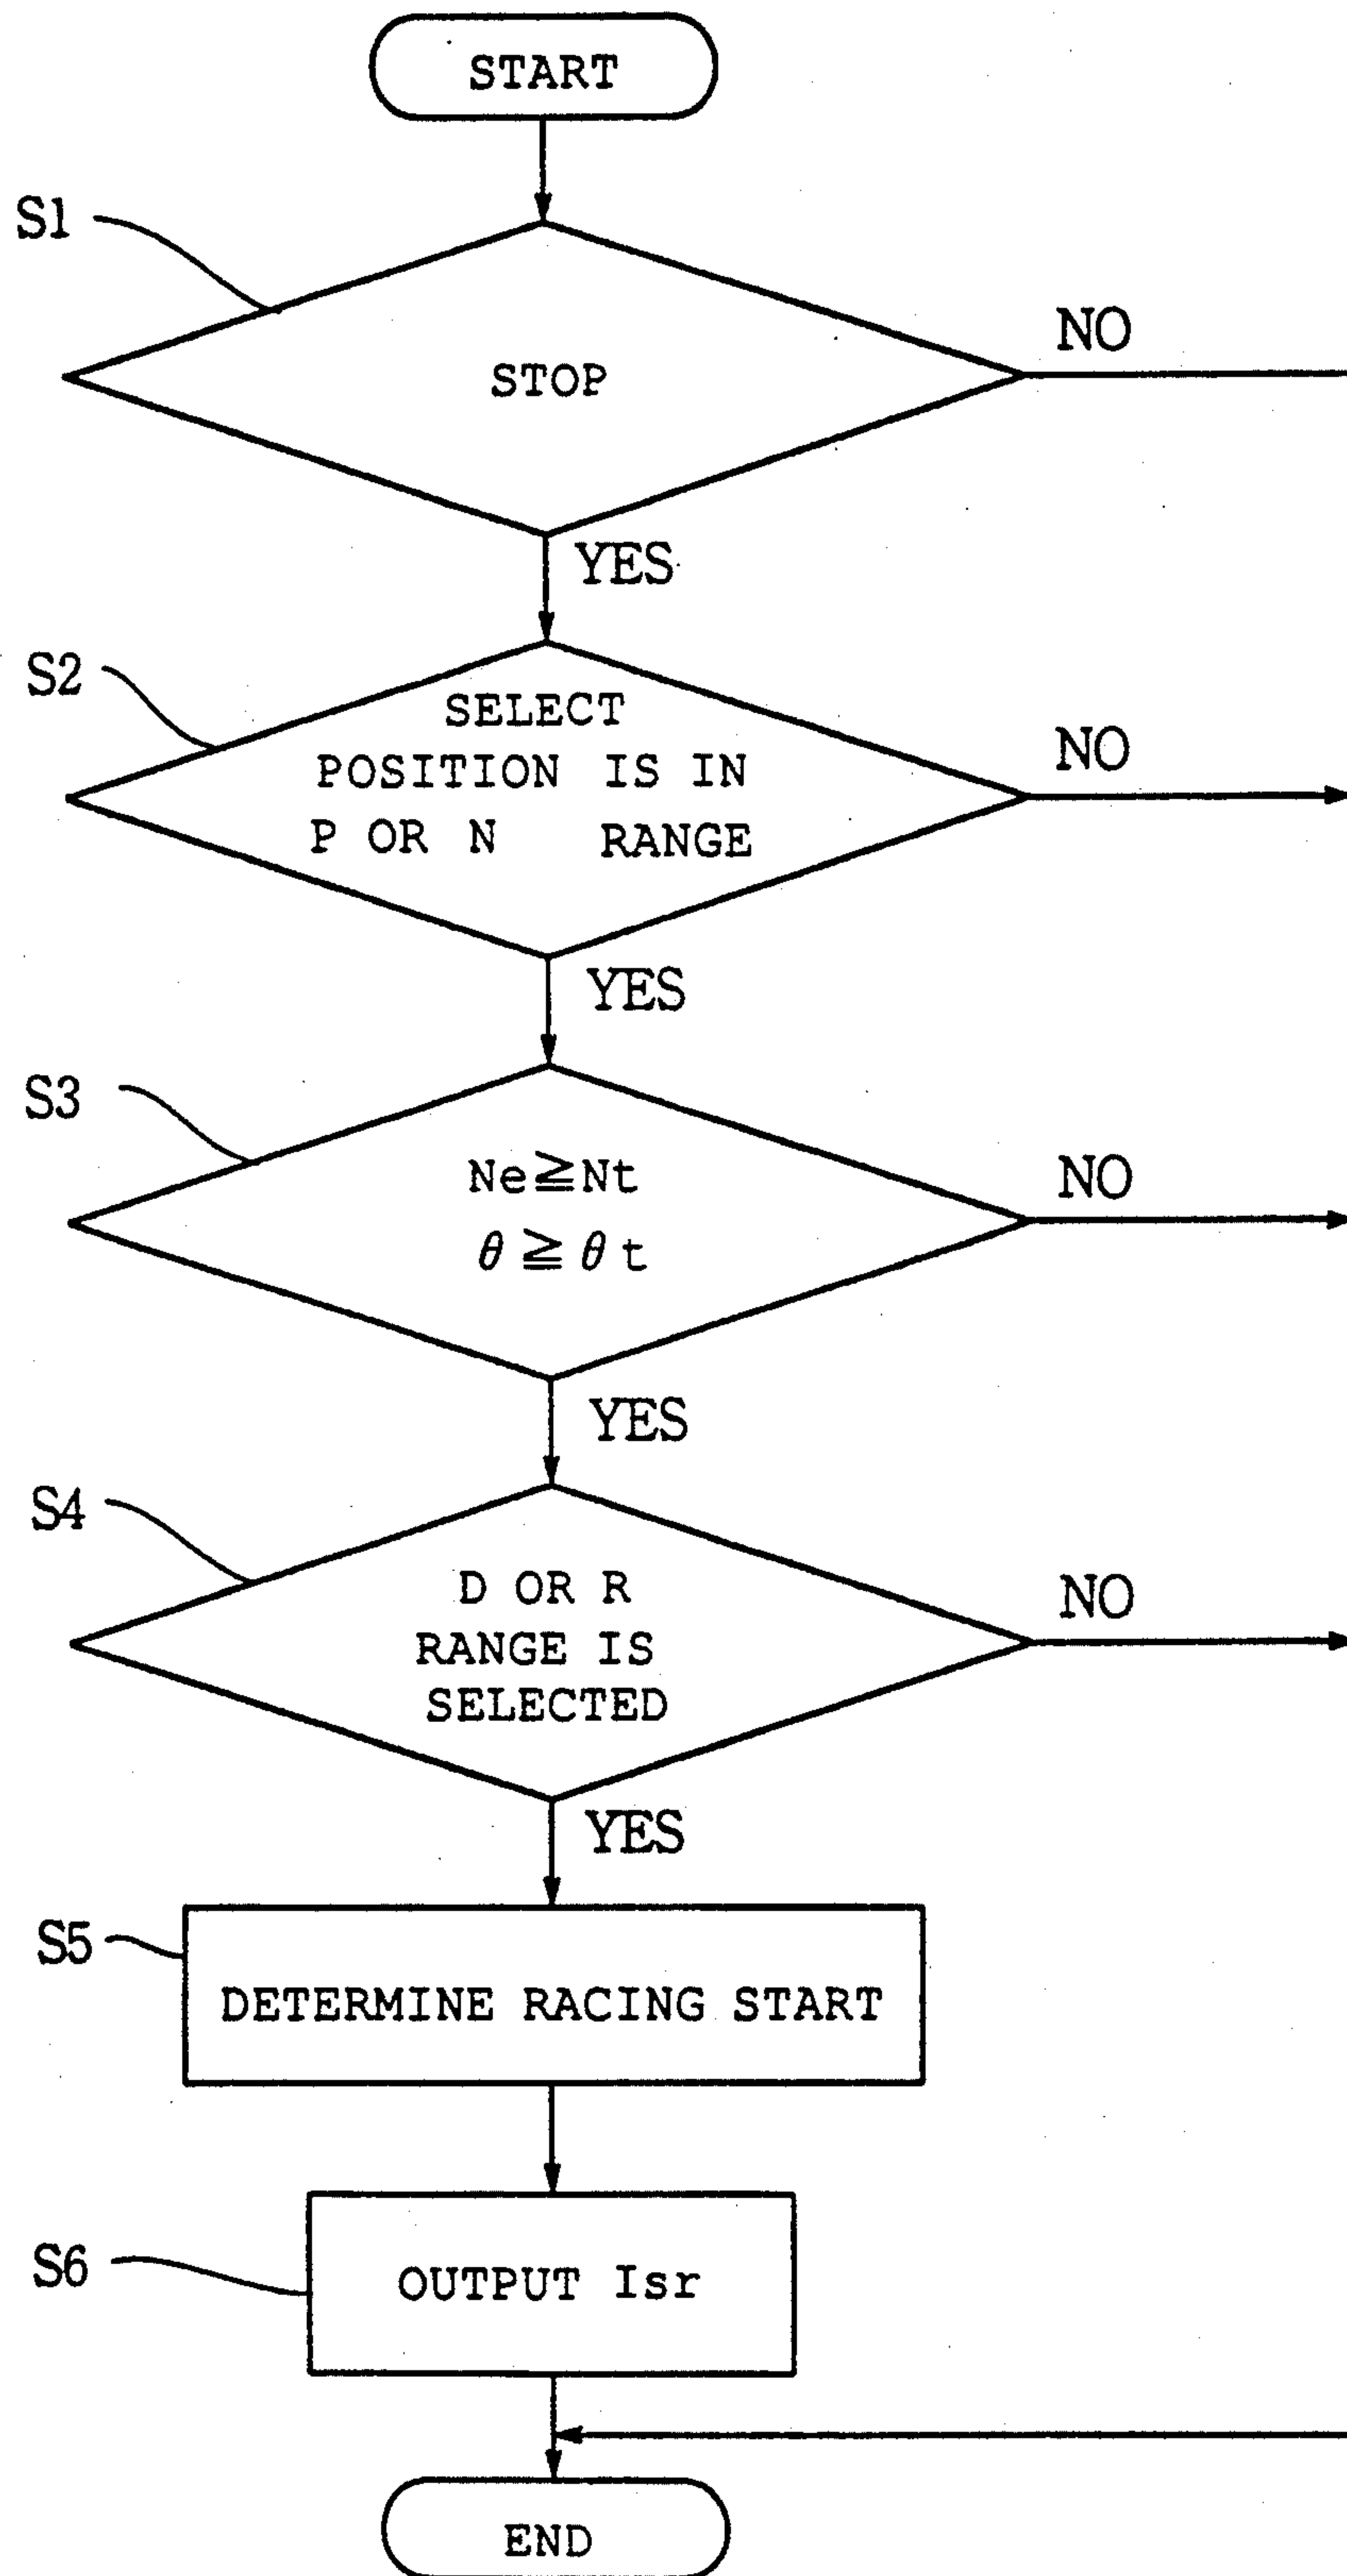 START
S1
STOP
NO
YES
S2
SELECT
POSITION IS IN
P OR N RANGE
NO
YES
S3
Ne≧Nt
θ ≧ θ t
NO
YES
S4
D OR R
RANGE IS
SELECTED
NO
YES
S5
DETERMINE RACING START
S6
OUTPUT Isr
END